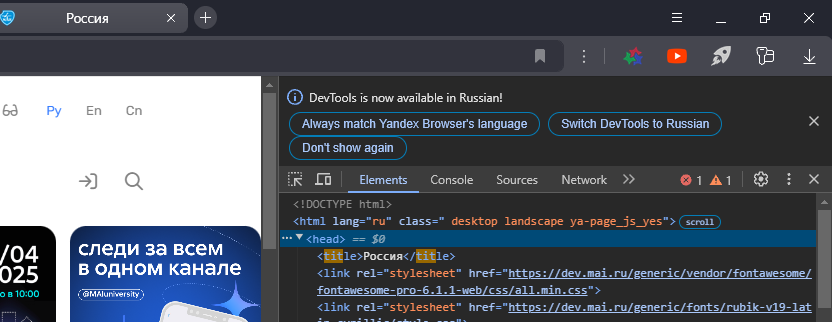 Россия
Ру En Cn
/04
025
о в 10:00
следи за всем
в одном канале
@MAIuniversity
DevTools is now available in Russian!
Always match Yandex Browser's language
Switch DevTools to Russian
Don't show again
Elements Console Sources Network 1 1
<!DOCTYPE html>
<html lang="ru" class=" desktop landscape ya-page_js_yes"> scroll
<head> == $0
<title>Россия</title>
<link rel="stylesheet" href="https://dev.mai.ru/generic/vendor/fontawesome/
fontawesome-pro-6.1.1-web/css/all.min.css">
<link rel="stylesheet" href="https://dev.mai.ru/generic/fonts/rubik-v19-lat